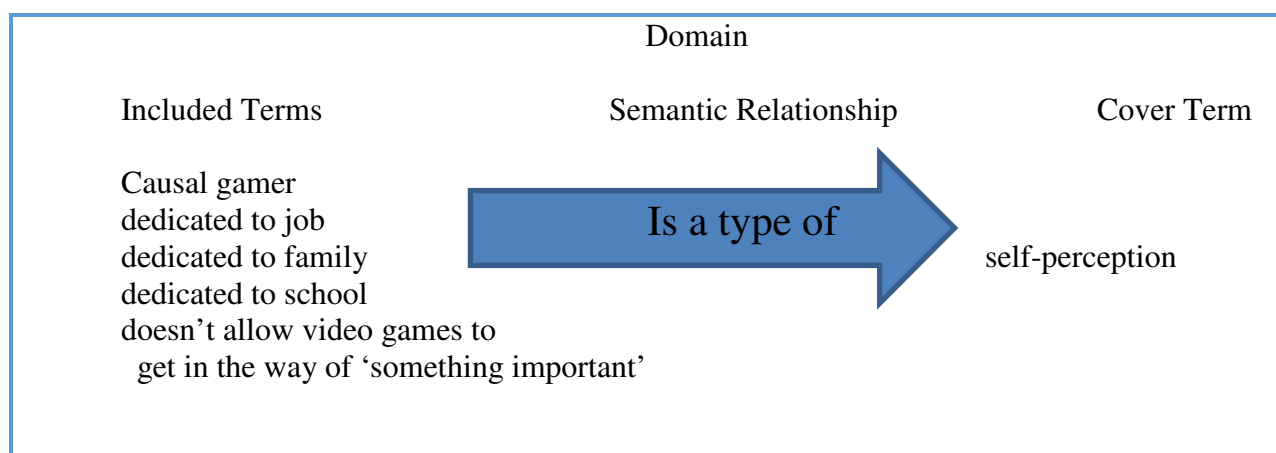 Domain
Included Terms Semantic Relationship Cover Term
Causal gamer
dedicated to job Is a type of
dedicated to family self-perception
dedicated to school
doesn’t allow video games to
get in the way of ‘something important’